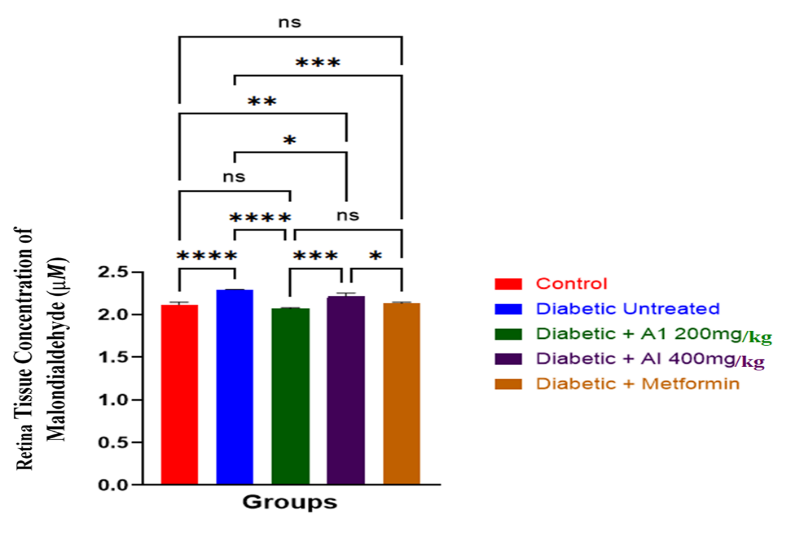 ns
***
**
*
ns
**** ns
**** *** *
Retina Tissue Concentration of
Malondialdehyde (μM)
2.5
2.0
1.5
1.0
0.5
0.0
Groups
Control
Diabetic Untreated
Diabetic + A1 200mg/kg
Diabetic + AI 400mg/kg
Diabetic + Metformin